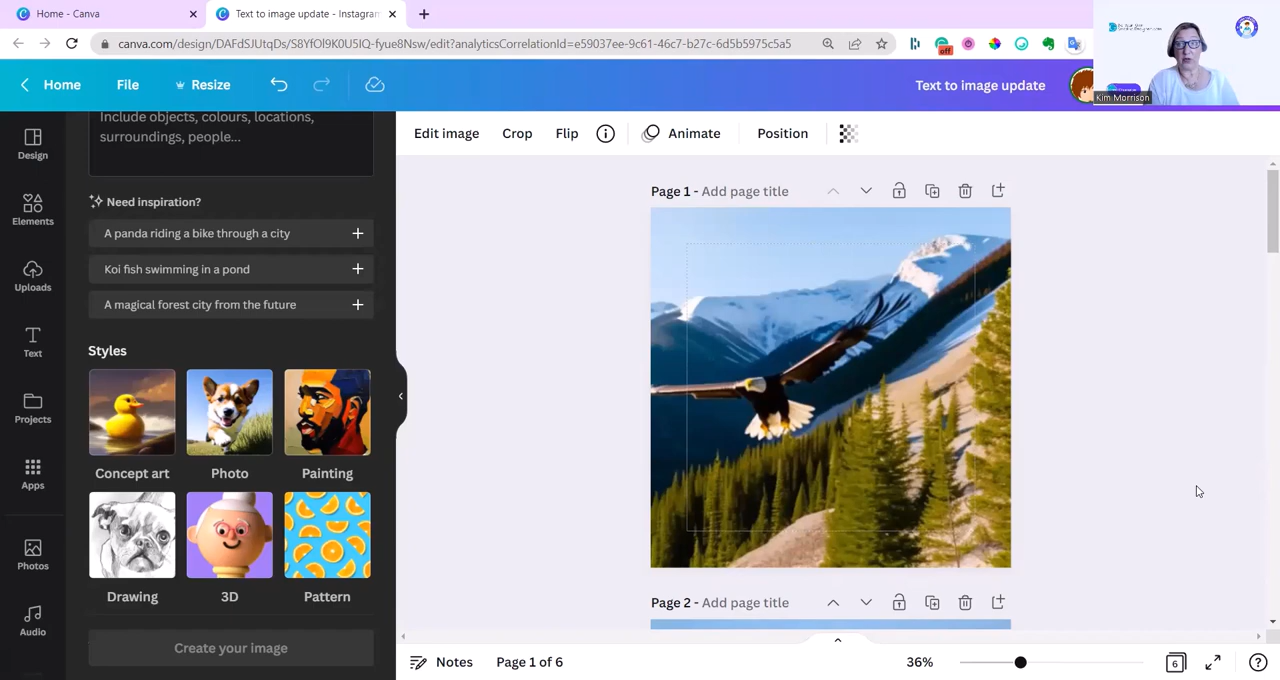 Home - Canva
Text to image update - Instagram
canva.com/design/DAFdSJUtqDs/SWfOl9K0U5IQ-fyue8Nsw/edit?analyticsCorrelationId=e59037ee-9c61-46c7-b27c-6d5b5975c5a5
off
Kim Morrison
Home
File
Resize
Text to image update
Design
Elements
Uploads
Text
Projects
Apps
Photos
Audio
Include objects, colours, locations,
surroundings, people...
Need inspiration?
A panda riding a bike through a city
Koi fish swimming in a pond
A magical forest city from the future
Styles
Concept art
Photo
Painting
Drawing
3D
Pattern
Create your image
Edit image
Crop
Flip
Animate
Position
Page 1 - Add page title
Page 2 - Add page title
Notes
Page 1 of 6
36%
6